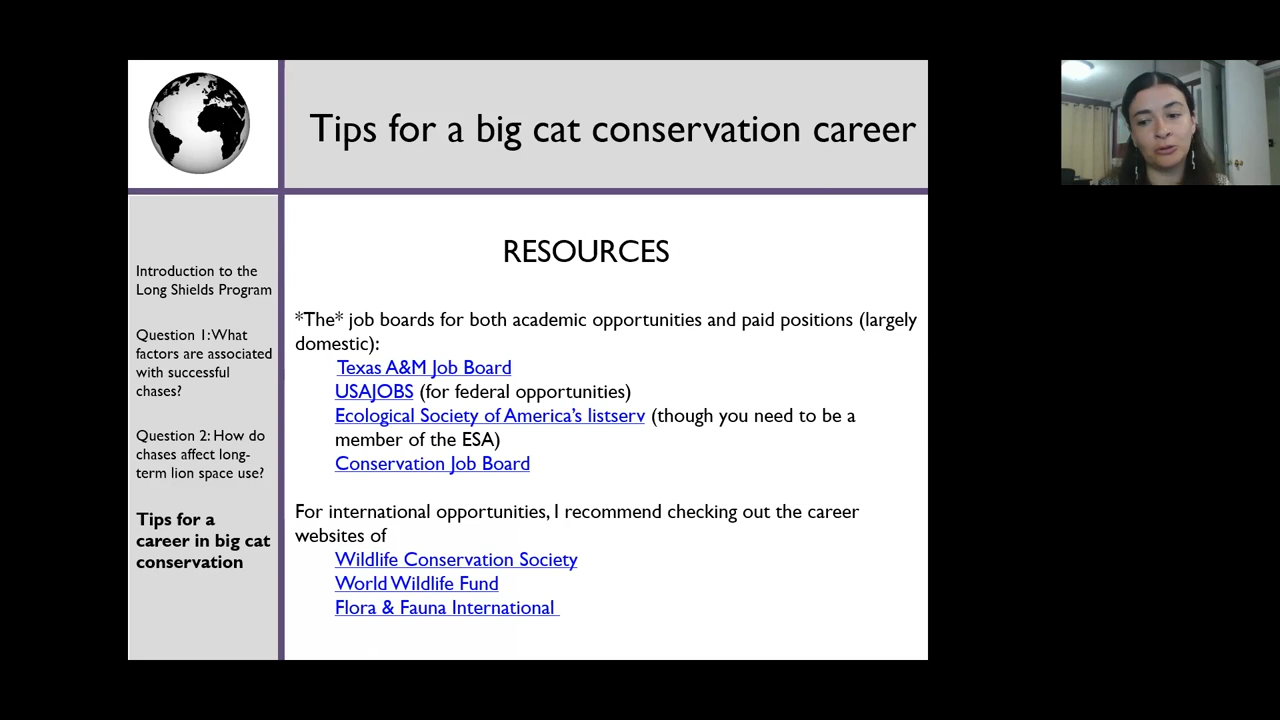 Tips for a big cat conservation career
Introduction to the
Long Shields Program
Question 1: What
factors are associated
with successful
chases?
Question 2: How do
chases affect long-
term lion space use?
Tips for a
career in big cat
conservation
RESOURCES
*The* job boards for both academic opportunities and paid positions (largely
domestic):
Texas A&M Job Board
USAJOBS (for federal opportunities)
Ecological Society of America's listserv (though you need to be a
member of the ESA)
Conservation Job Board
For international opportunities, I recommend checking out the career
websites of
Wildlife Conservation Society
World Wildlife Fund
Flora & Fauna International